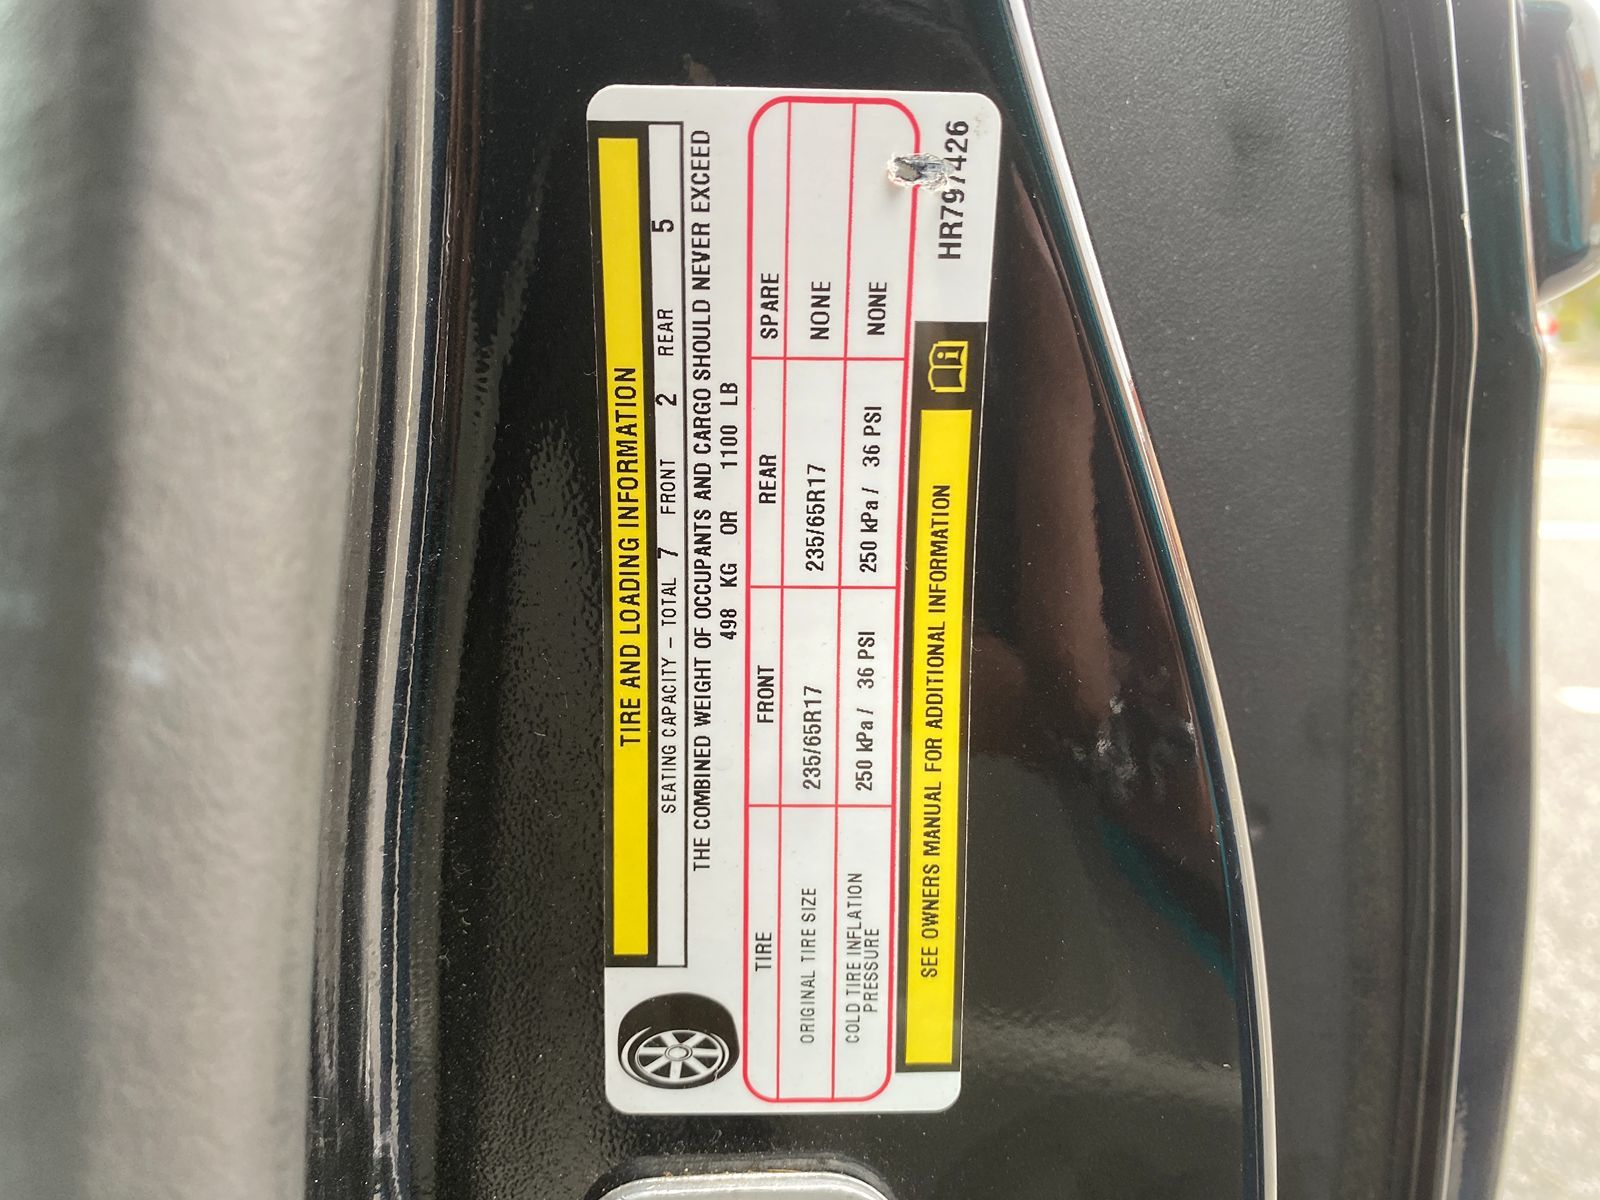 TIRE AND LOADING INFORMATION
SEATING CAPACITY – TOTAL 7 FRONT 2 REAR 5
THE COMBINED WEIGHT OF OCCUPANTS AND CARGO SHOULD NEVER EXCEED
498 KG OR 1100 LB
TIRE FRONT REAR SPARE
ORIGINAL TIRE SIZE 235/65R17 235/65R17 NONE
COLD TIRE INFLATION
PRESSURE 250 kPa / 36 PSI 250 kPa / 36 PSI NONE
SEE OWNERS MANUAL FOR ADDITIONAL INFORMATION
HR797426